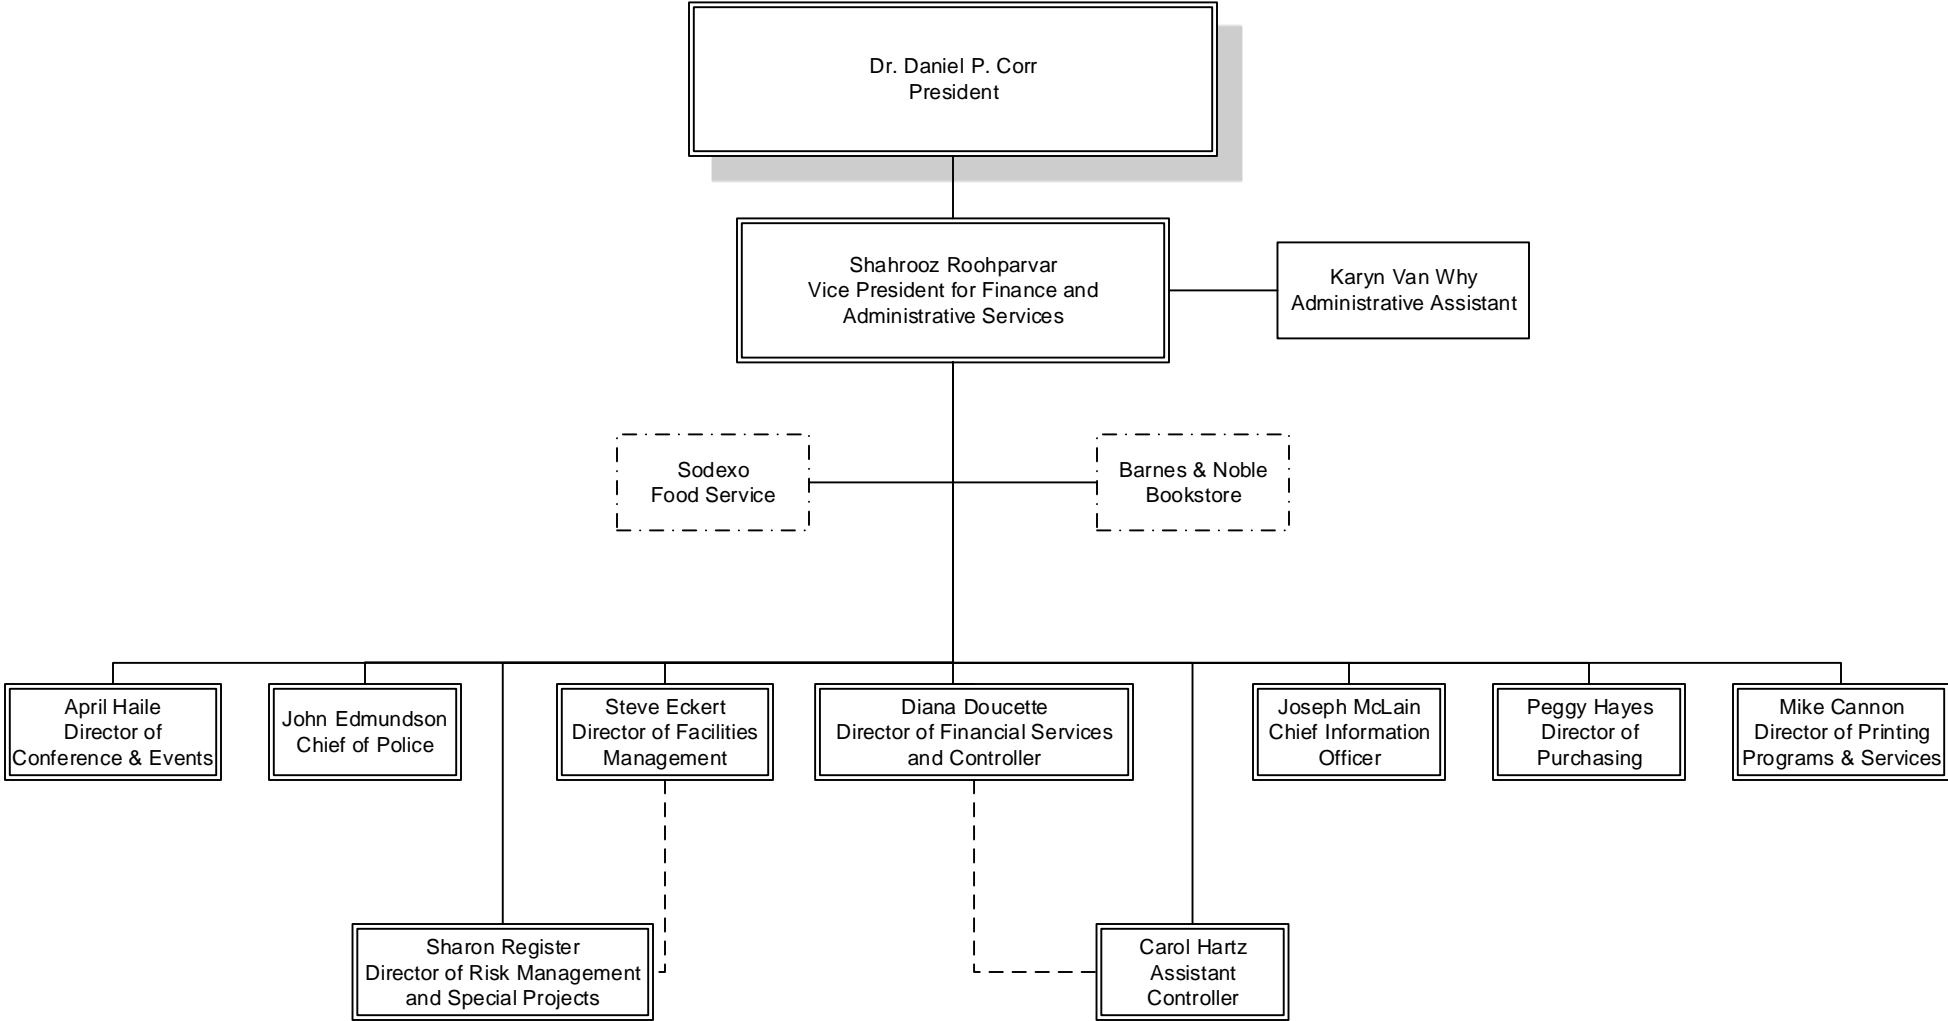 Dr. Daniel P. Corr
President
Shahrooz Roohparvar
Vice President for Finance and
Administrative Services
Karyn Van Why
Administrative Assistant
Sodexo
Food Service
Barnes & Noble
Bookstore
April Haile
Director of
Conference & Events
John Edmundson
Chief of Police
Steve Eckert
Director of Facilities
Management
Diana Doucette
Director of Financial Services
and Controller
Joseph McLain
Chief Information
Officer
Peggy Hayes
Director of
Purchasing
Mike Cannon
Director of Printing
Programs & Services
Sharon Register
Director of Risk Management
and Special Projects
Carol Hartz
Assistant
Controller